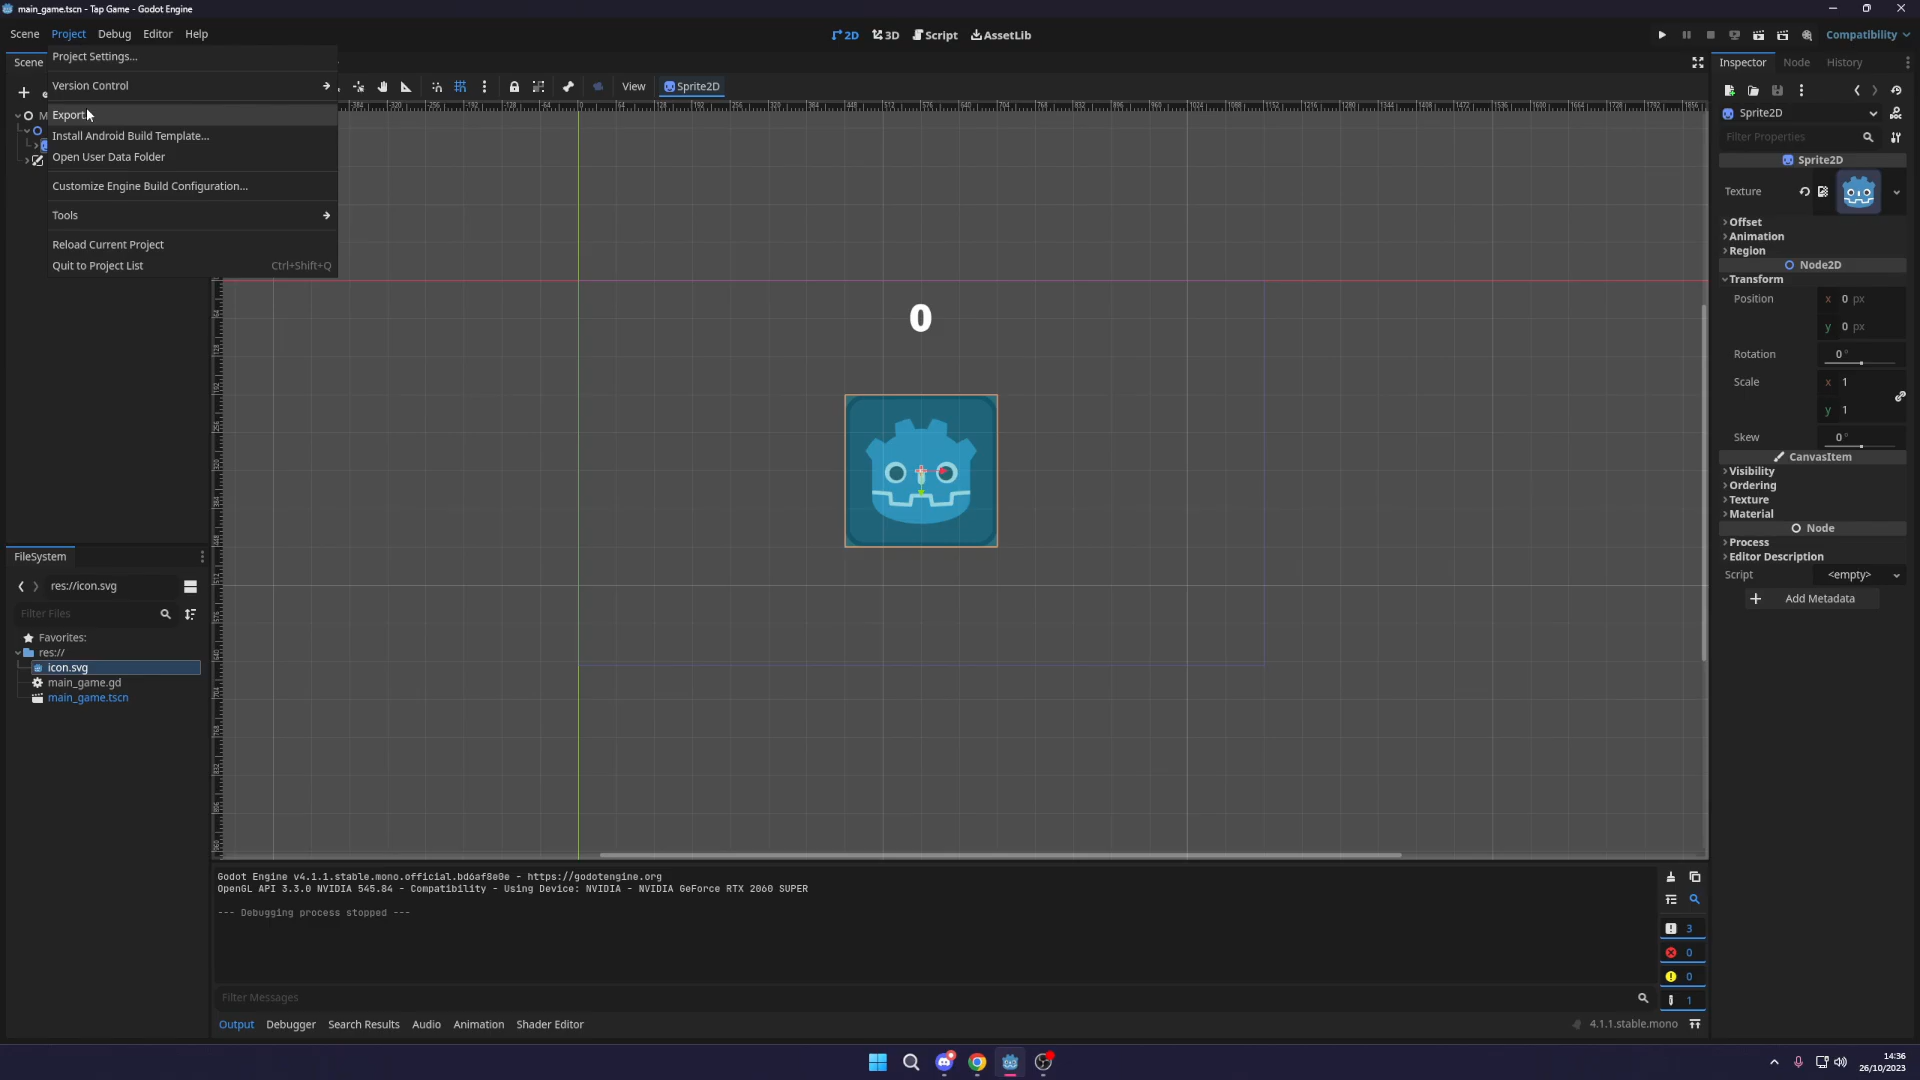 main_game.tscn - Tap Game - Godot Engine
Scene Project Debug Editor Help
2D 3D Script AssetLib
Compatibility
Project Settings...
Version Control
Export
Install Android Build Template...
Open User Data Folder
Customize Engine Build Configuration...
Tools
Reload Current Project
Quit to Project List Ctrl+Shift+Q
Scene
View Sprite2D
0
FileSystem
res://icon.svg
Filter Files
Favorites:
res://
icon.svg
main_game.gd
main_game.tscn
Godot Engine v4.1.1.stable.mono.official.bd6af8e0e - https://godotengine.org
OpenGL API 3.3.0 NVIDIA 545.84 - Compatibility - Using Device: NVIDIA - NVIDIA GeForce RTX 2060 SUPER
--- Debugging process stopped ---
3
0
0
1
Filter Messages
Output Debugger Search Results Audio Animation Shader Editor
4.1.1.stable.mono
Inspector Node History
Sprite2D
Filter Properties
Sprite2D
Texture
Offset
Animation
Region
Node2D
Transform
Position x 0 px
y 0 px
Rotation 0 °
Scale x 1
y 1
Skew 0 °
CanvasItem
Visibility
Ordering
Texture
Material
Node
Process
Editor Description
Script <empty>
Add Metadata
14:36
26/10/2023